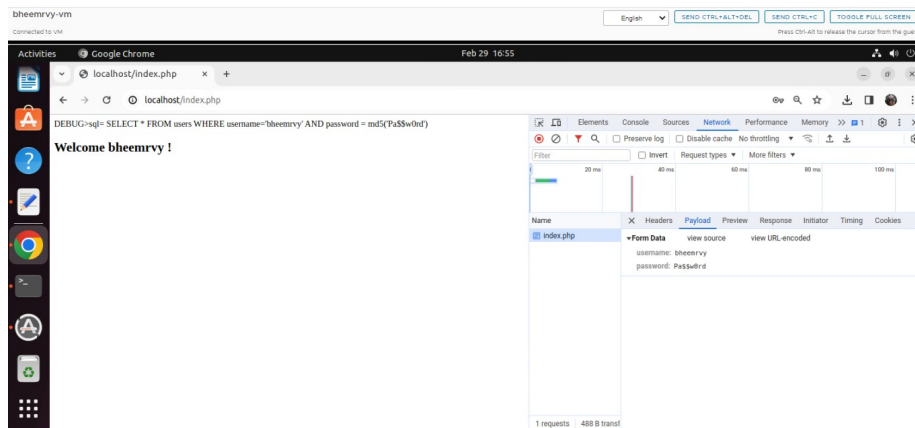 bheemrvy-vm
Connected to VM
English
SEND CTRL+ALT+DEL
SEND CTRL+C
TOGGLE FULL SCREEN
Press Ctrl-Alt to release the cursor from the gue
Activities
Google Chrome
Feb 29 16:55
localhost/index.php
localhost/index.php
DEBUG>sql= SELECT * FROM users WHERE username='bheemrvy' AND password = md5('Pa$$w0rd')
Welcome bheemrvy !
Elements Console Sources Network Performance Memory 1
Preserve log Disable cache No throttling
Filter Invert Request types More filters
20 ms 40 ms 60 ms 80 ms 100 ms
Name
index.php
Headers Payload Preview Response Initiator Timing Cookies
Form Data view source view URL-encoded
username: bheemrvy
password: Pa$$w0rd
1 requests 488 B transf